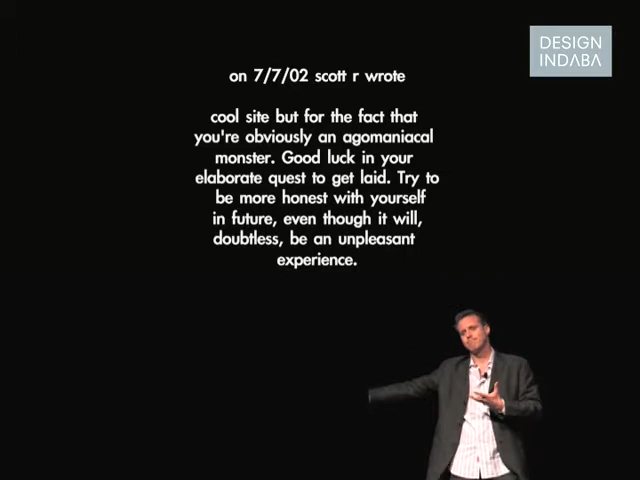 DESIGN
INDABA
on 7/7/02 scott r wrote
cool site but for the fact that
you're obviously an agomaniacal
monster. Good luck in your
elaborate quest to get laid. Try to
be more honest with yourself
in future, even though it will,
doubtless, be an unpleasant
experience.